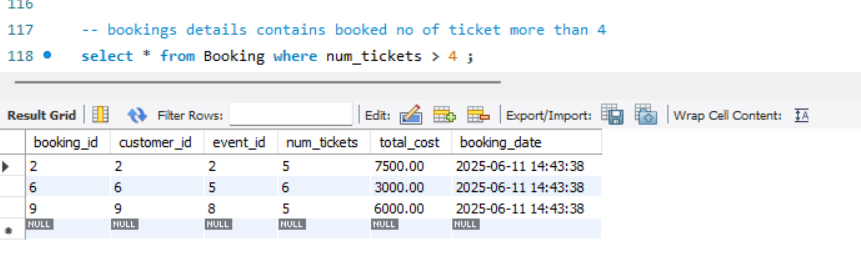 116
117 -- bookings details contains booked no of ticket more than 4
118 select * from Booking where num_tickets > 4 ;
Result Grid Filter Rows: Edit: Export/Import: Wrap Cell Content: IA
booking_id customer_id event_id num_tickets total_cost booking_date
2 2 2 5 7500.00 2025-06-11 14:43:38
6 6 5 6 3000.00 2025-06-11 14:43:38
9 9 8 5 6000.00 2025-06-11 14:43:38
NULL NULL NULL NULL NULL NULL